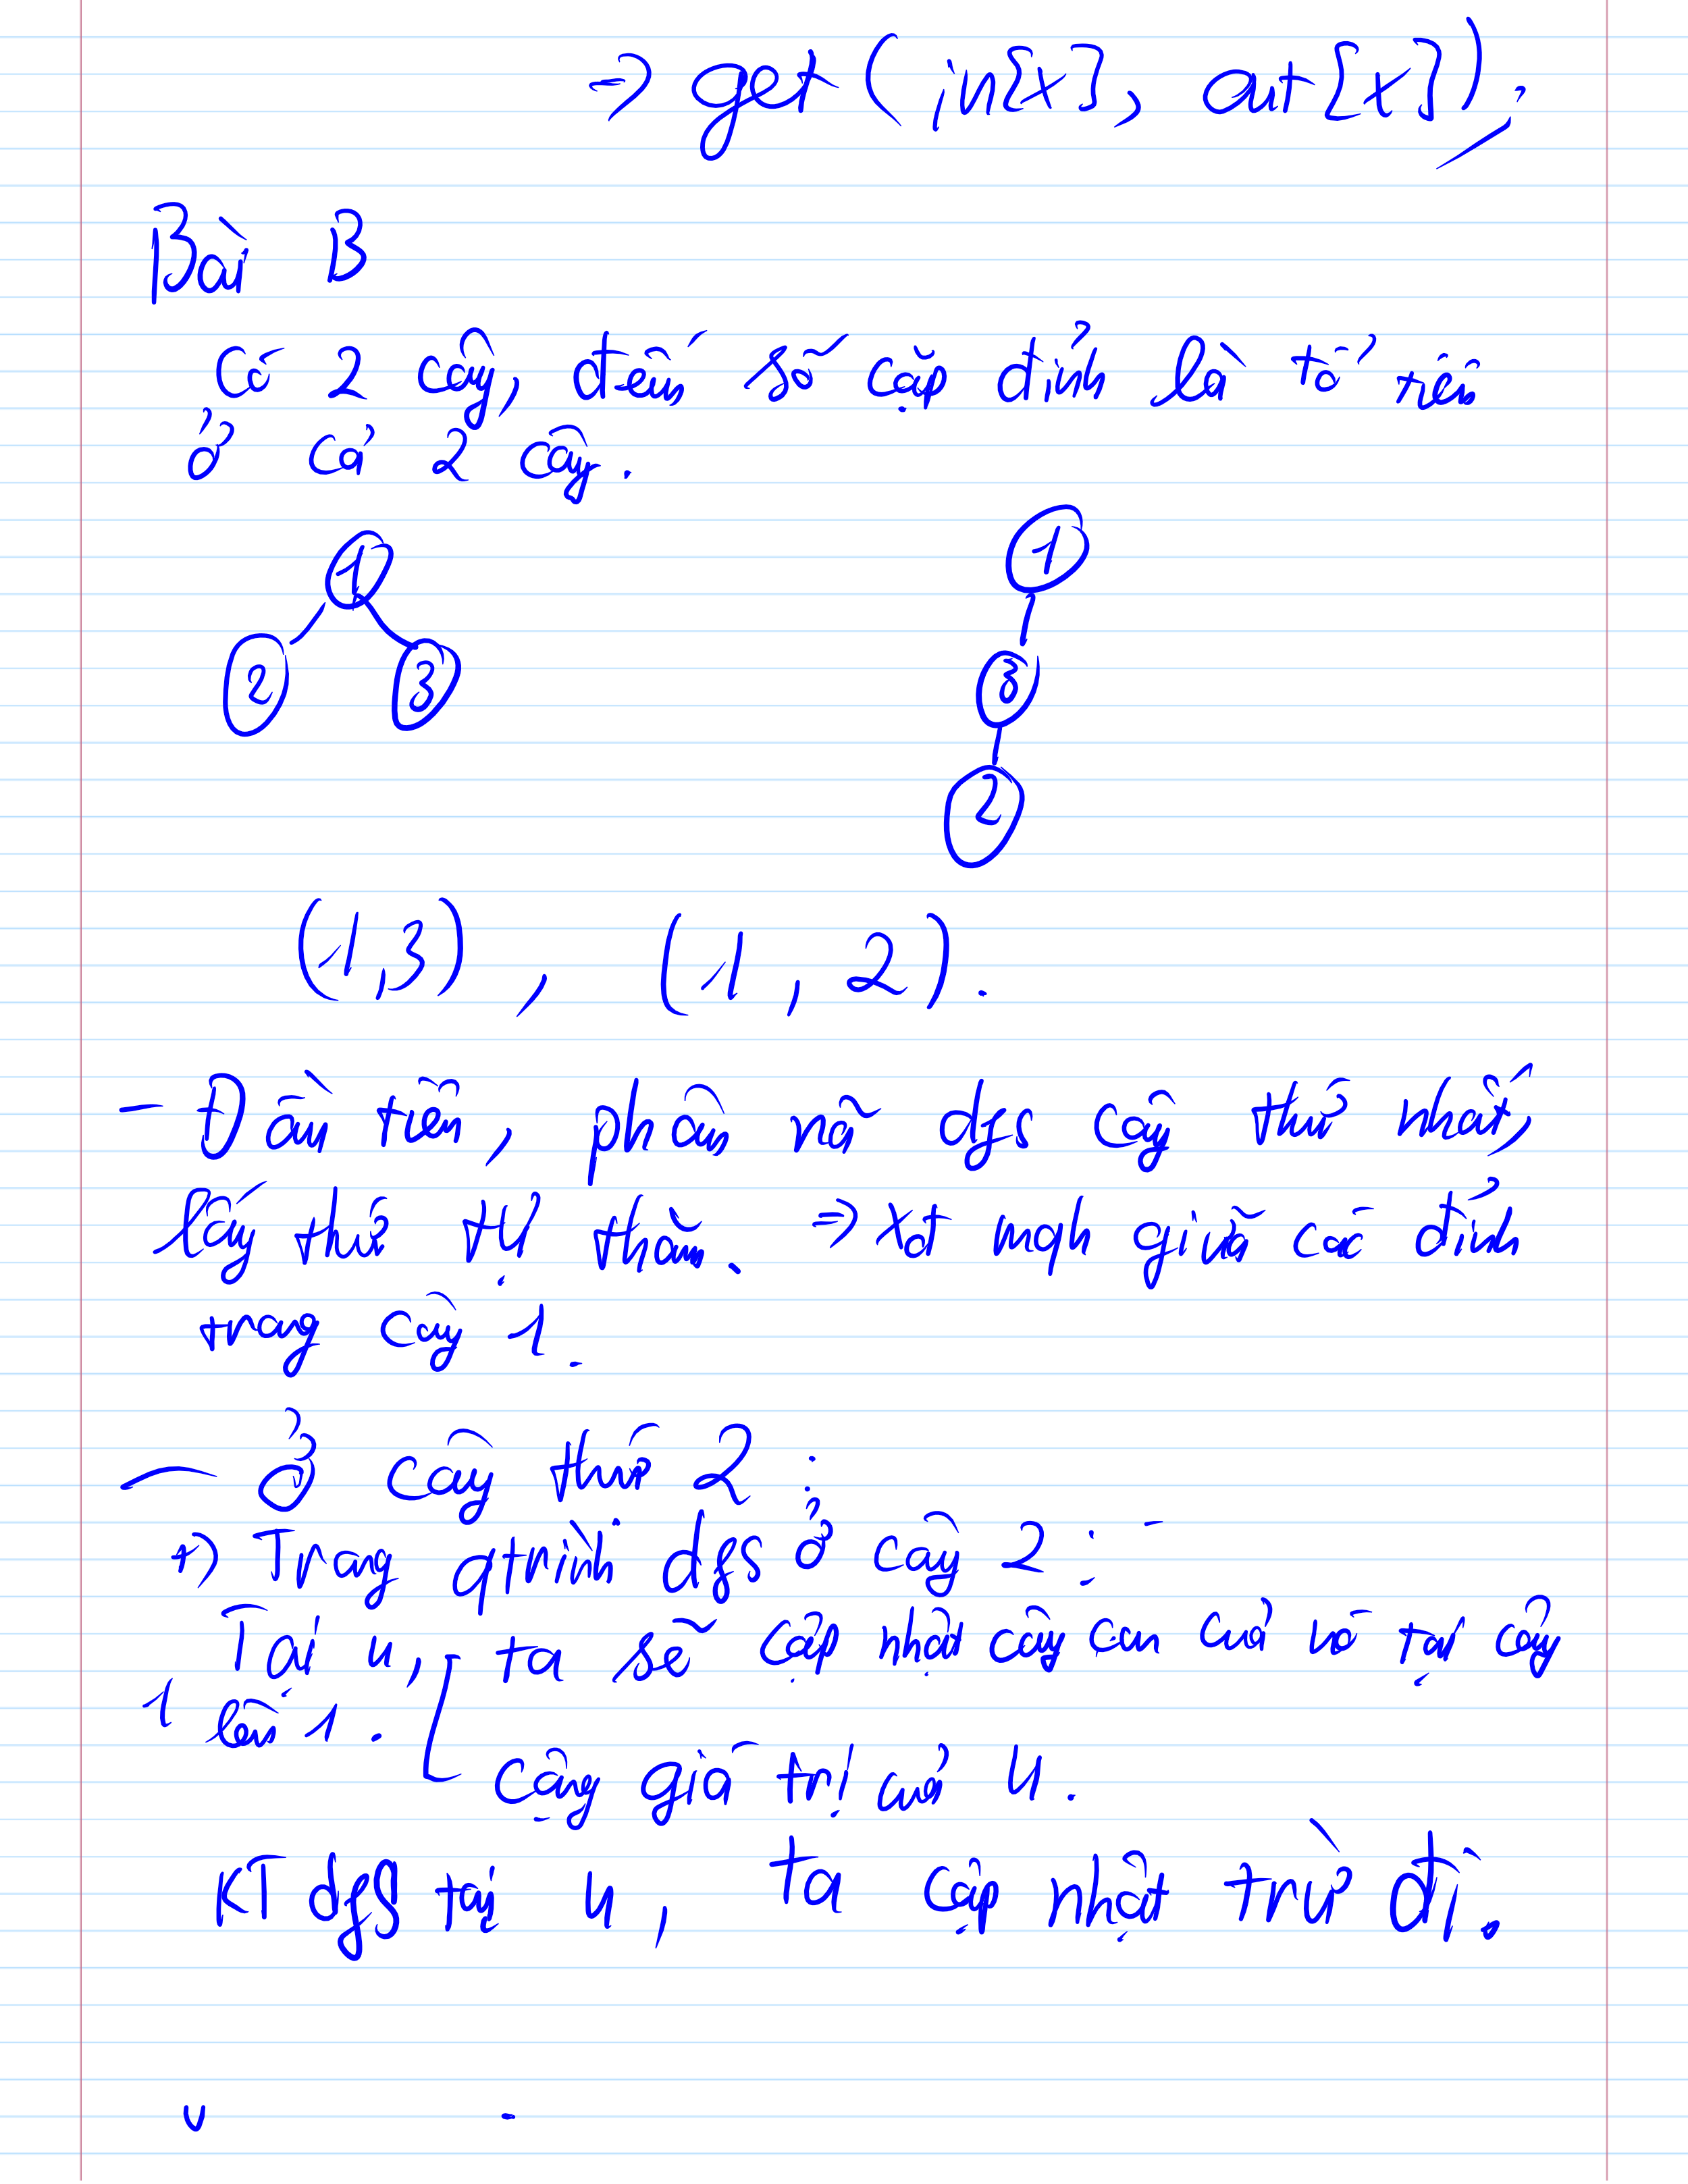 => get (in[x], out[x]);
Bài B
Có 2 cây, đếm số cặp đỉnh là tổ tiên
ở cả 2 cây.
1
1
2
3
3
2
(1,3), (1, 2).
- Đầu tiên, phân rã dfs cây thứ nhất,
lấy thứ tự thăm. => xđ mqh giữa các đỉnh
trong cây 1.
- Ở cây thứ 2 :
+) Trong qtrình dfs ở cây 2 :
Tại u, ta sẽ cập nhật cây con của nó tại cây
1 lên 1.
Cộng giá trị của u.
KT dfs tại u, ta cập nhật trừ đi.